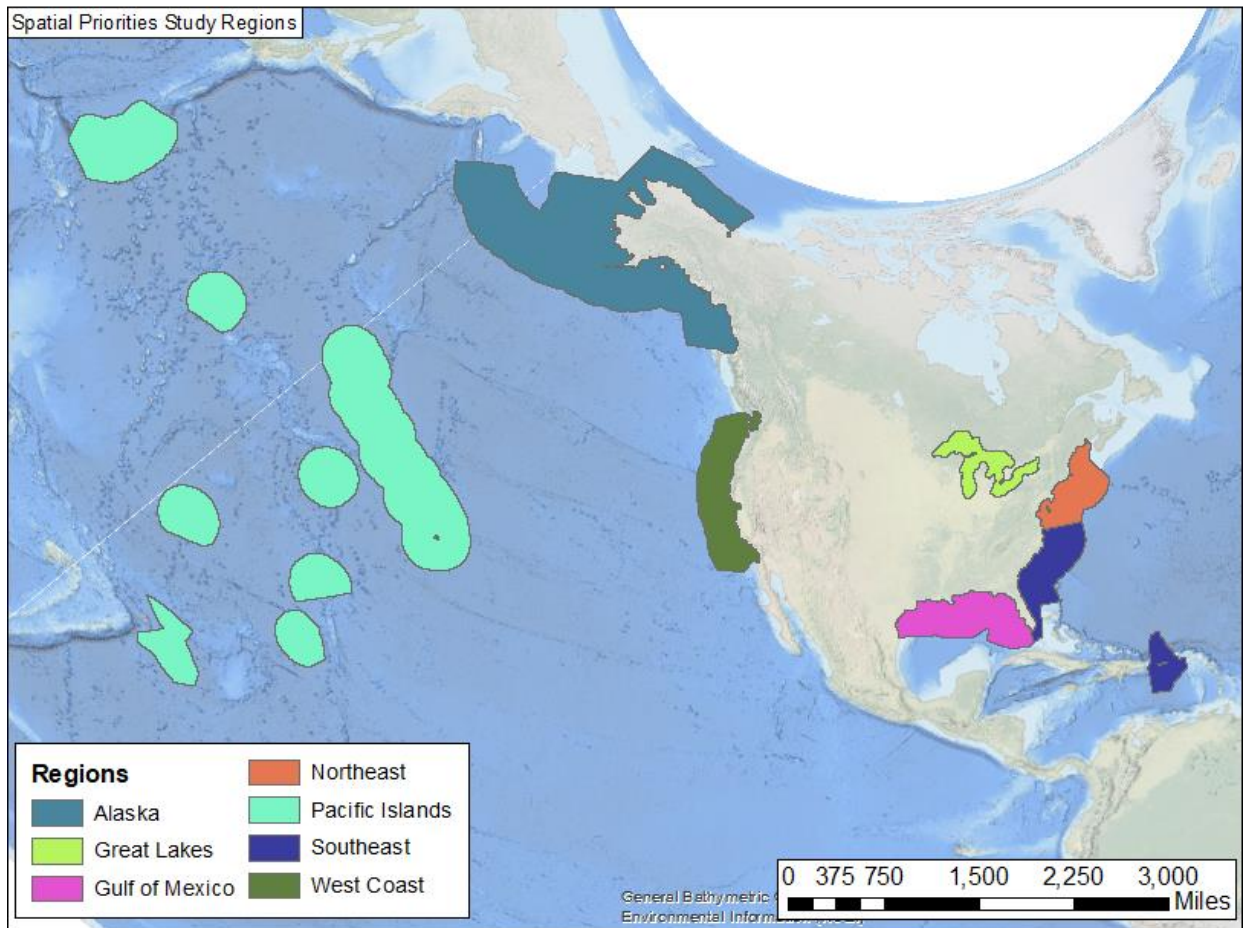 Spatial Priorities Study Regions
Regions
Alaska
Great Lakes
Gulf of Mexico
Northeast
Pacific Islands
Southeast
West Coast
0 375 750 1,500 2,250 3,000
Miles
General Bathymetric
Environmental